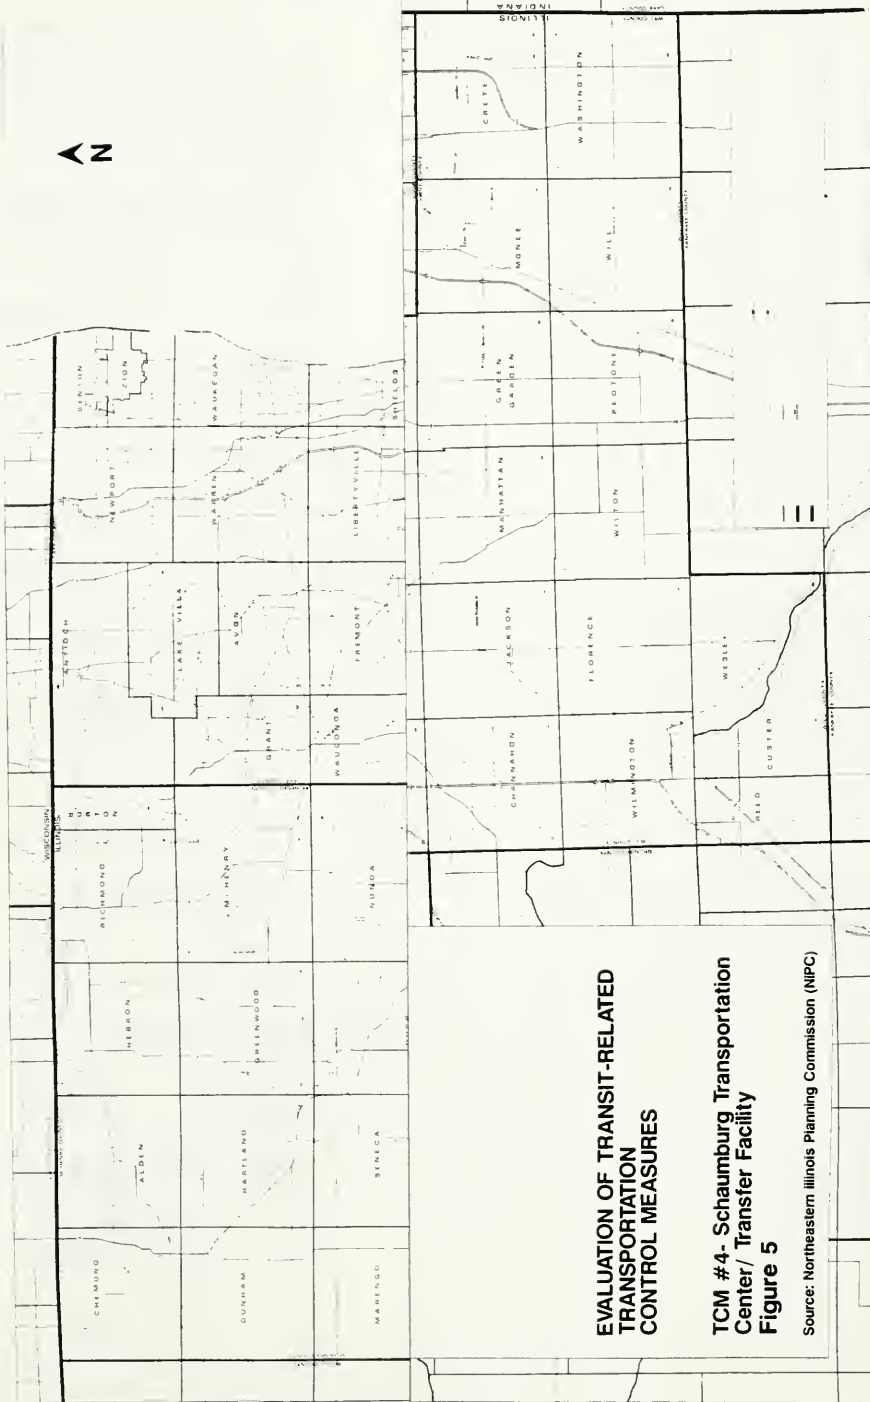 N
WISCONSIN
ILLINOIS
CHEMUNG
ALDEN
HEBRON
RICHMOND
BURTON
ANTIOCH
NEWPORT
BENTON
ZION
DUNHAM
HARTLAND
GREENWOOD
McHENRY
GRANT
LAKE VILLA
AVON
WARREN
WAUKEGAN
MARENGO
SENECA
NUNDA
WAUCONDA
FREMONT
LIBERTYVILLE
SHIELDS
ILLINOIS
INDIANA
CHANNAHON
JACKSON
MANHATTAN
GREEN
GARDEN
MONEE
CRETE
WILMINGTON
FLORENCE
WILTON
PEOTONE
WILL
WASHINGTON
REED
CUSTER
WESLEY
EVALUATION OF TRANSIT-RELATED
TRANSPORTATION
CONTROL MEASURES
TCM #4- Schaumburg Transportation
Center/ Transfer Facility
Figure 5
Source: Northeastern Illinois Planning Commission (NIPC)